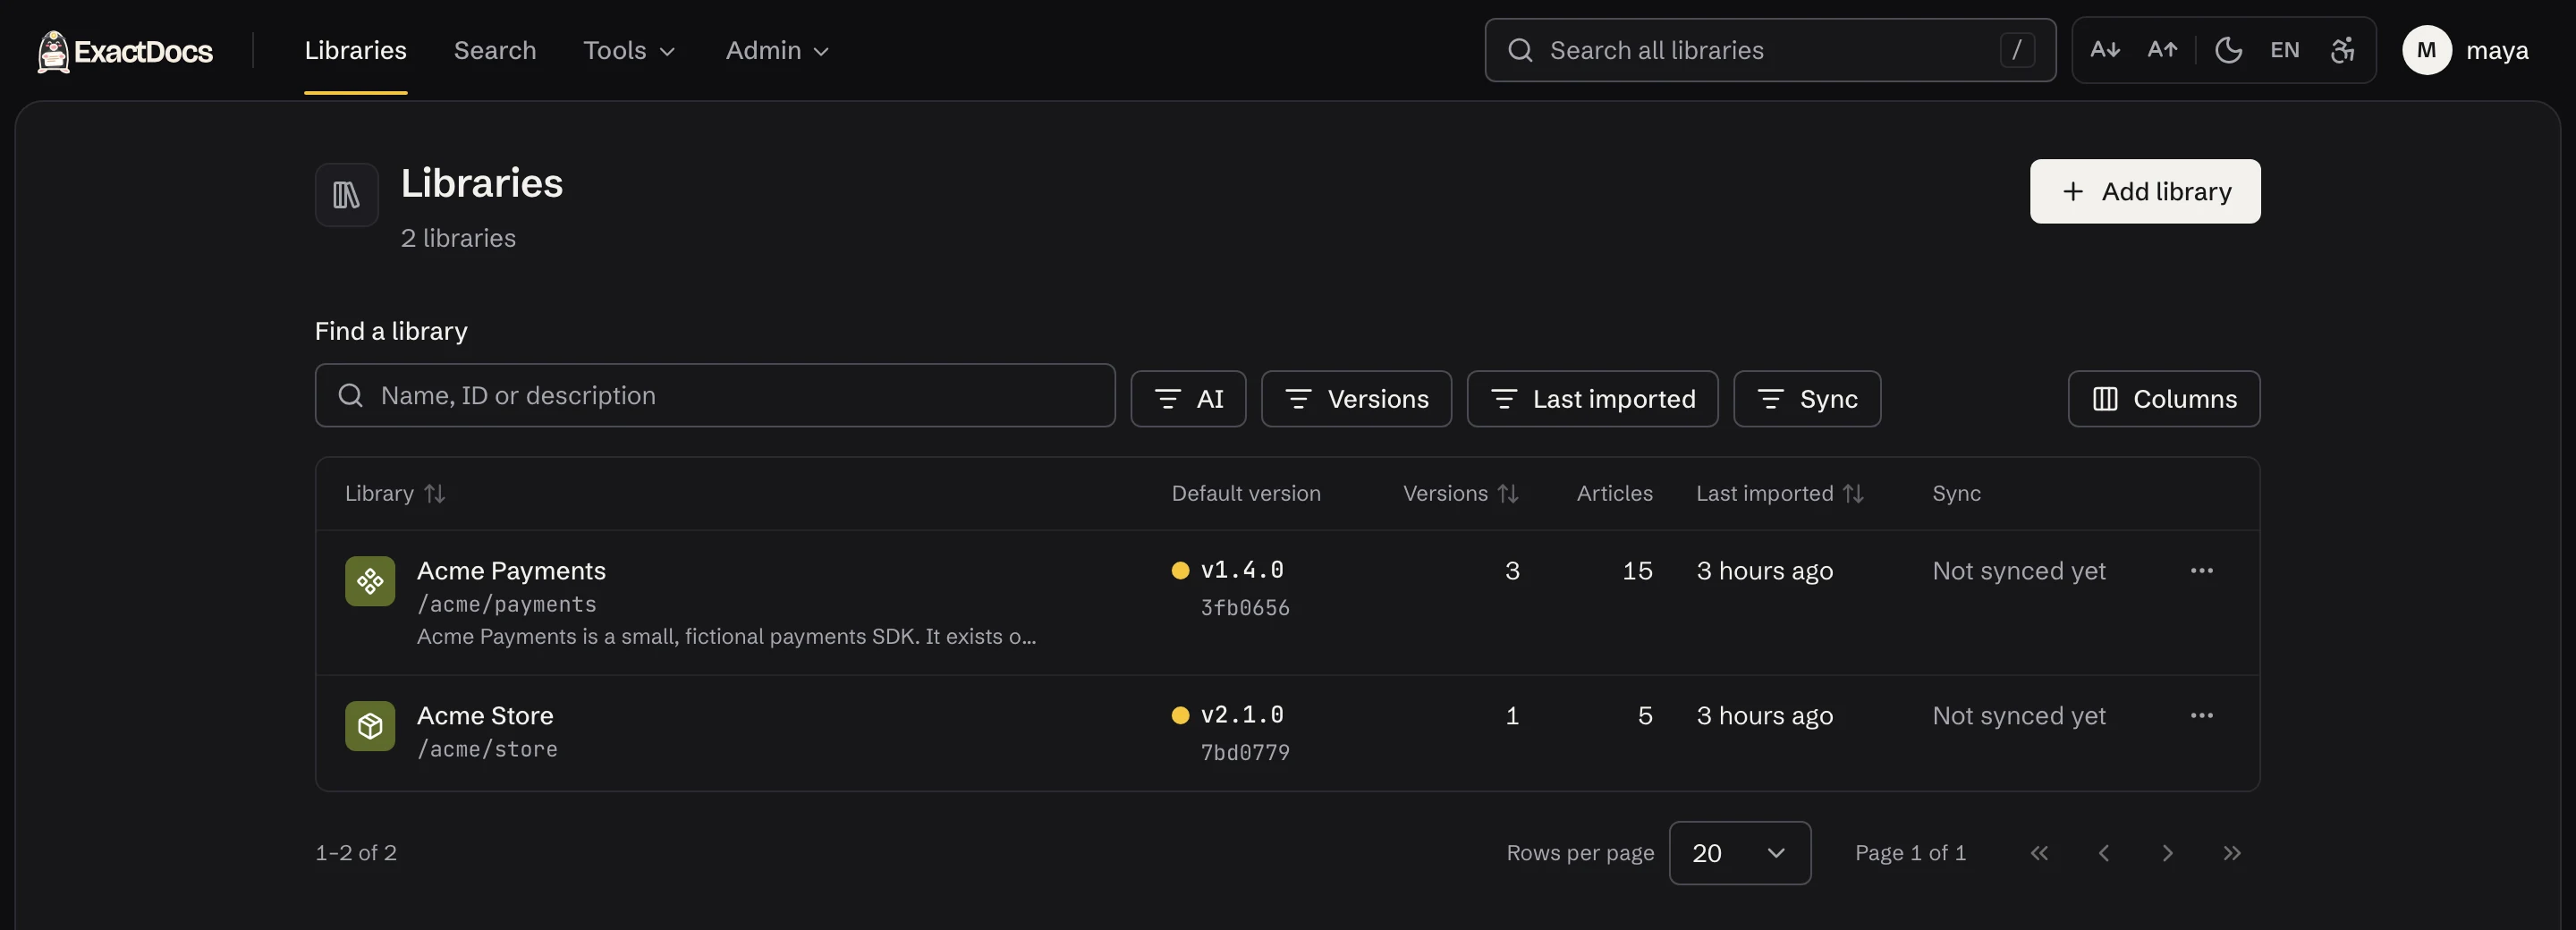 ExactDocs
Libraries Search Tools Admin
Search all libraries / A↓ A↑ EN M maya
Libraries
2 libraries
+ Add library
Find a library
Name, ID or description AI Versions Last imported Sync Columns
Library Default version Versions Articles Last imported Sync
Acme Payments v1.4.0 3 15 3 hours ago Not synced yet
/acme/payments 3fb0656
Acme Payments is a small, fictional payments SDK. It exists o...
Acme Store v2.1.0 1 5 3 hours ago Not synced yet
/acme/store 7bd0779
1–2 of 2 Rows per page 20 Page 1 of 1